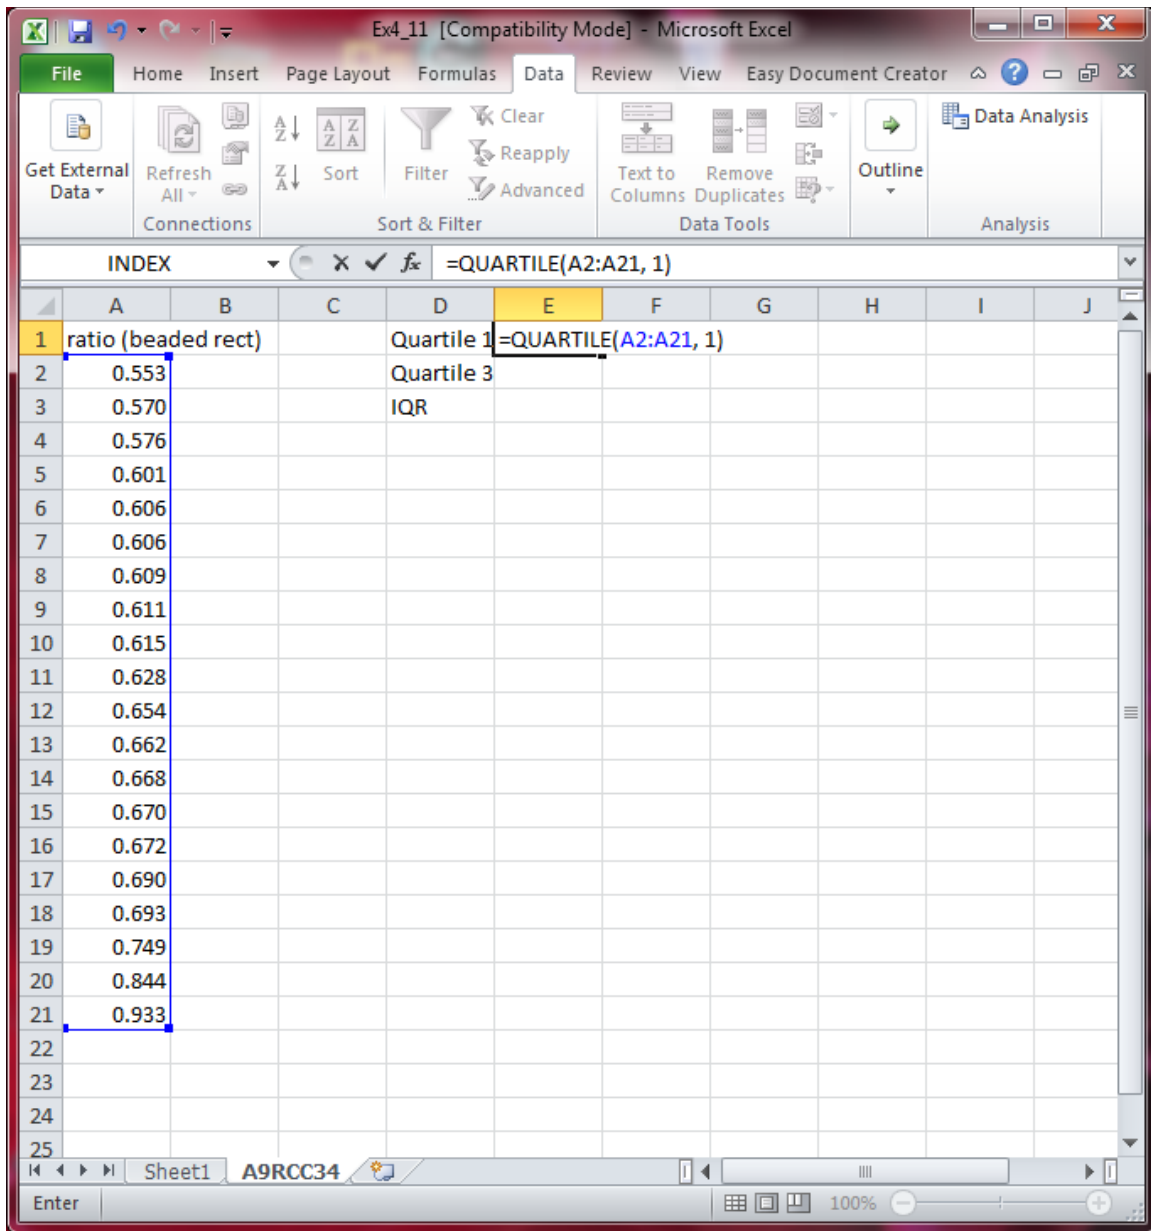 Ex4_11 [Compatibility Mode] - Microsoft Excel
File Home Insert Page Layout Formulas Data Review View Easy Document Creator
Get External Data
Refresh All
Connections
Sort
Filter
Clear
Reapply
Advanced
Sort & Filter
Text to Columns
Remove Duplicates
Data Tools
Outline
Data Analysis
Analysis
INDEX fx =QUARTILE(A2:A21, 1)
A B C D E F G H I J
1 ratio (beaded rect) Quartile 1 =QUARTILE(A2:A21, 1)
2 0.553 Quartile 3
3 0.570 IQR
4 0.576
5 0.601
6 0.606
7 0.606
8 0.609
9 0.611
10 0.615
11 0.628
12 0.654
13 0.662
14 0.668
15 0.670
16 0.672
17 0.690
18 0.693
19 0.749
20 0.844
21 0.933
22
23
24
25
Sheet1 A9RCC34
Enter 100%